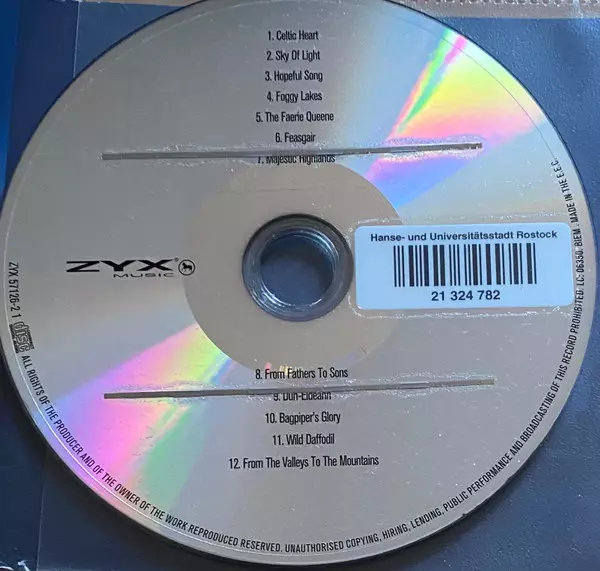 1. Celtic Heart
2. Sky Of Light
3. Hopeful Song
4. Foggy Lakes
5. The Faerie Queene
6. Feasgair
7. Majestic Highlands
ZYX®
MUSIC
Hanse- und Universitätsstadt Rostock
21 324 782
8. From Fathers To Sons
9. Dun-Eideann
10. Bagpiper's Glory
11. Wild Daffodil
12. From The Valleys To The Mountains
ZYX 57128-2 1
ALL RIGHTS OF THE PRODUCER AND OF THE OWNER OF THE WORK REPRODUCED RESERVED. UNAUTHORISED COPYING, HIRING, LENDING, PUBLIC PERFORMANCE AND BROADCASTING OF THIS RECORD PROHIBITED. LC: 06350. BIEM · MADE IN THE E.E.C.